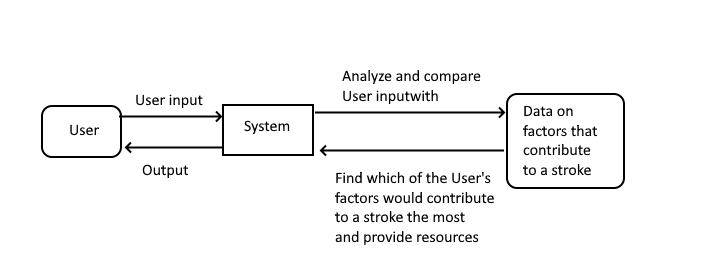 Analyze and compare
User inputwith
User input
User
System
Data on
factors that
contribute
to a stroke
Output
Find which of the User's
factors would contribute
to a stroke the most
and provide resources